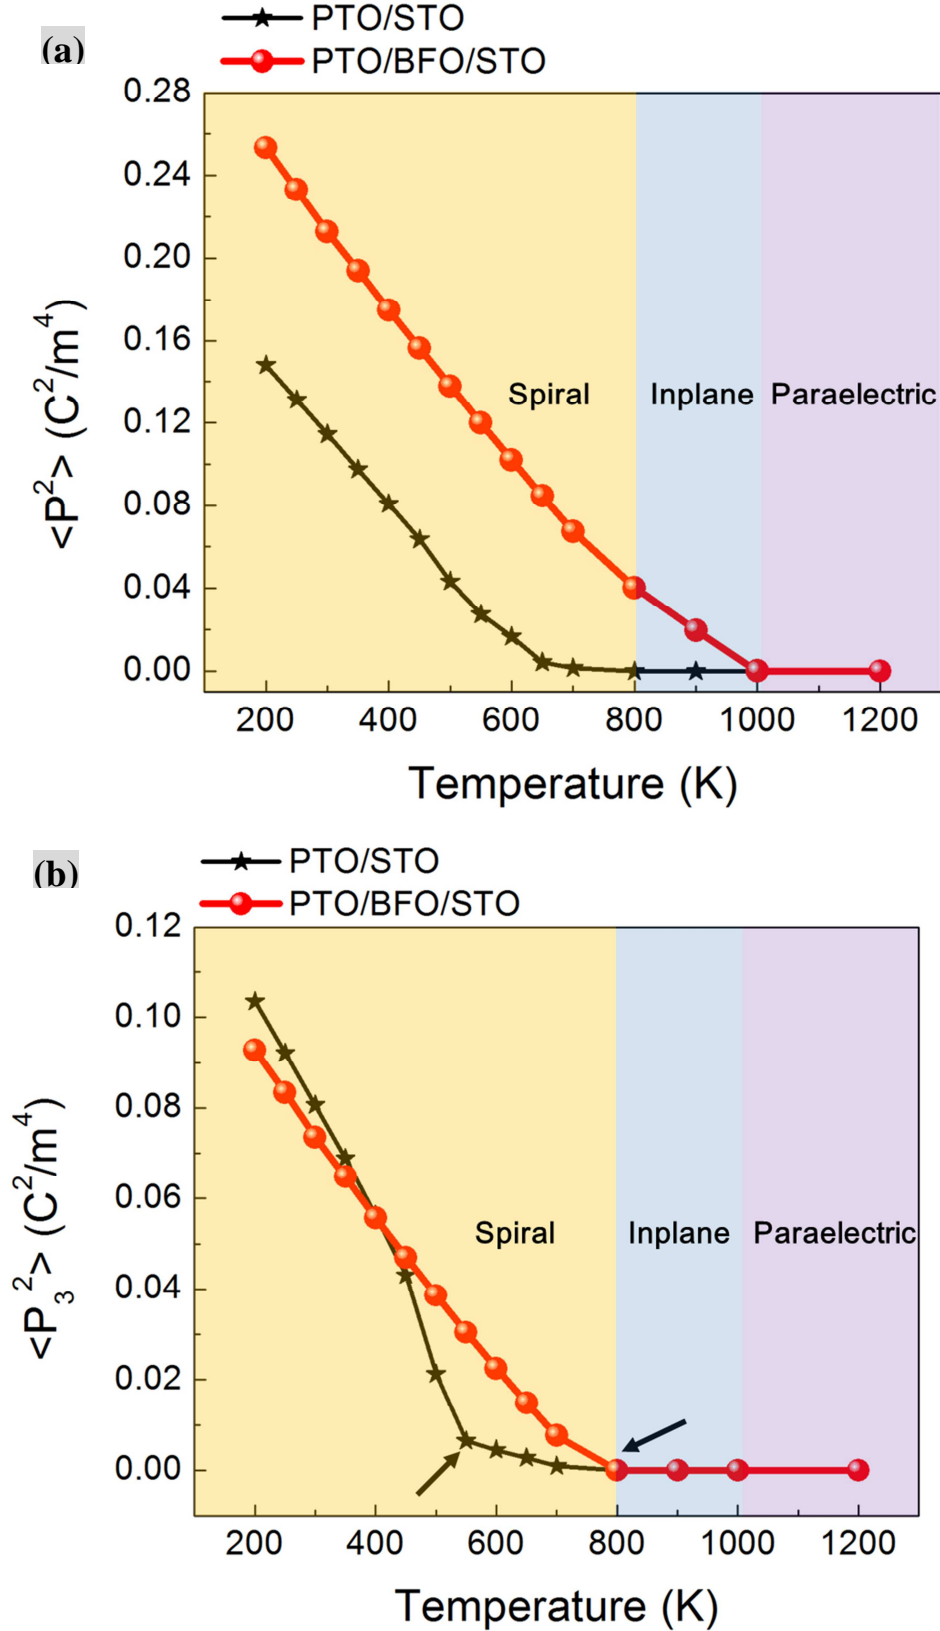 (a)
PTO/STO
PTO/BFO/STO
0.28
0.24
0.20
0.16
0.12
0.08
0.04
0.00
<P²> (C²/m⁴)
Spiral
Inplane
Paraelectric
200 400 600 800 1000 1200
Temperature (K)
(b)
PTO/STO
PTO/BFO/STO
0.12
0.10
0.08
0.06
0.04
0.02
0.00
<P₃²> (C²/m⁴)
Spiral
Inplane
Paraelectric
200 400 600 800 1000 1200
Temperature (K)